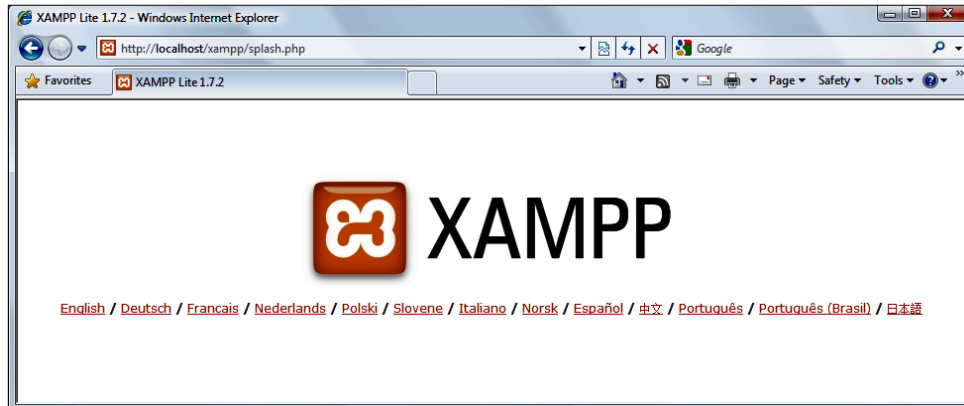 XAMPP Lite 1.7.2 - Windows Internet Explorer
http://localhost/xampp/splash.php Google
Favorites XAMPP Lite 1.7.2 Page Safety Tools
XAMPP
English / Deutsch / Francais / Nederlands / Polski / Slovene / Italiano / Norsk / Español / 中文 / Português / Português (Brasil) / 日本語